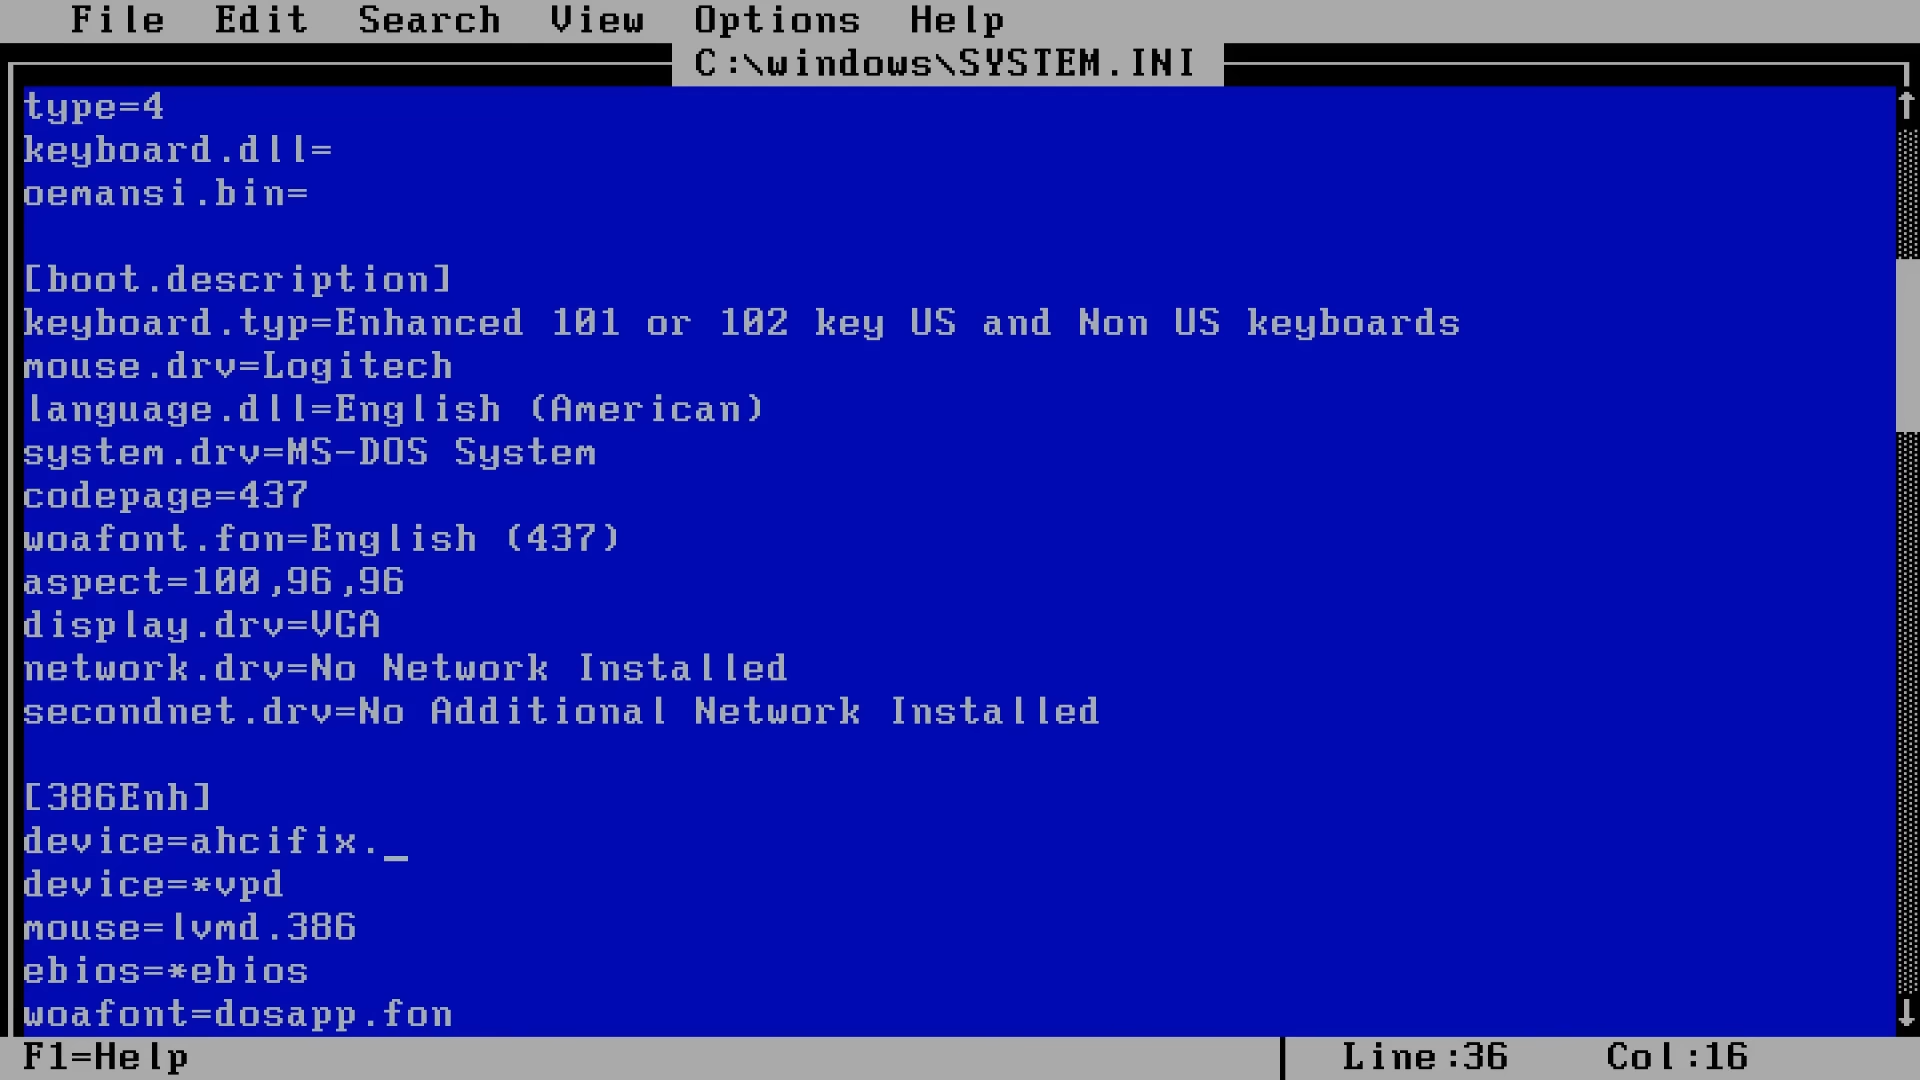 File Edit Search View Options Help
C:\windows\SYSTEM.INI
type=4
keyboard.dll=
oemansi.bin=
[boot.description]
keyboard.typ=Enhanced 101 or 102 key US and Non US keyboards
mouse.drv=Logitech
language.dll=English (American)
system.drv=MS-DOS System
codepage=437
woafont.fon=English (437)
aspect=100,96,96
display.drv=VGA
network.drv=No Network Installed
secondnet.drv=No Additional Network Installed
[386Enh]
device=ahcifix._
device=*vpd
mouse=lvmd.386
ebios=*ebios
woafont=dosapp.fon
F1=Help Line:36 Col:16